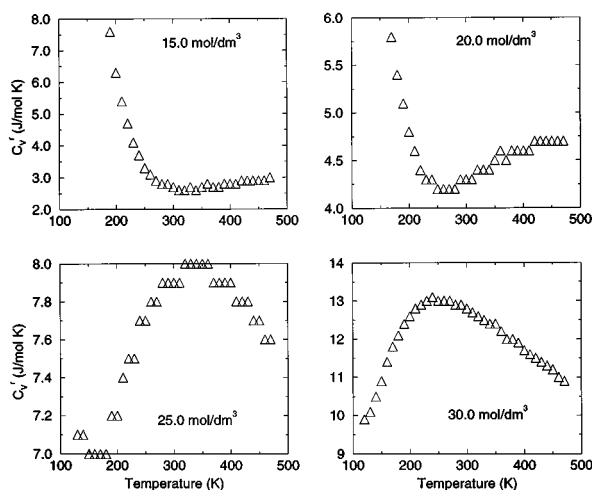 15.0 mol/dm³
8.0
7.0
6.0
5.0
4.0
3.0
2.0
Cᵥ′ (J/mol K)
100 200 300 400 500
20.0 mol/dm³
6.0
5.5
5.0
4.5
4.0
100 200 300 400 500
8.0
7.8
7.6
7.4
7.2
7.0
Cᵥ′ (J/mol K)
25.0 mol/dm³
100 200 300 400 500
Temperature (K)
14
13
12
11
10
9
30.0 mol/dm³
100 200 300 400 500
Temperature (K)